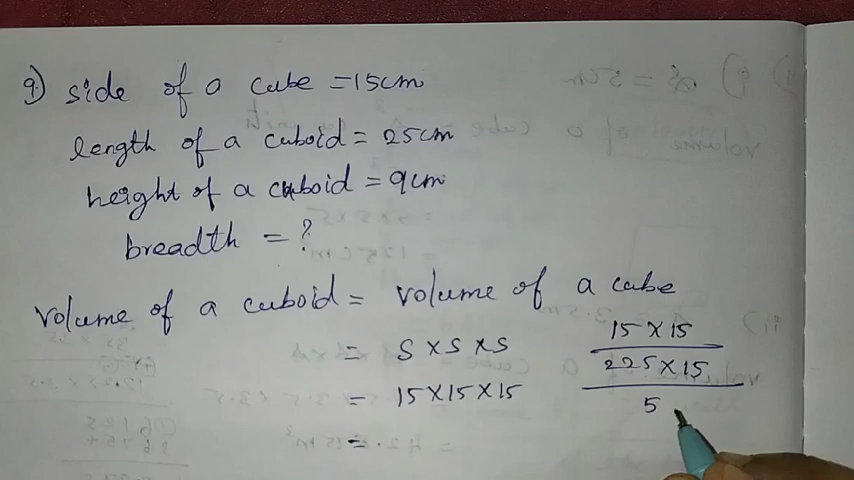 9) side of a cube = 15cm
length of a cuboid = 25cm
height of a cuboid = 9cm
breadth = ?
volume of a cuboid = volume of a cube
= S × S × S
= 15 × 15 × 15
=
15 × 15
225 × 15
5